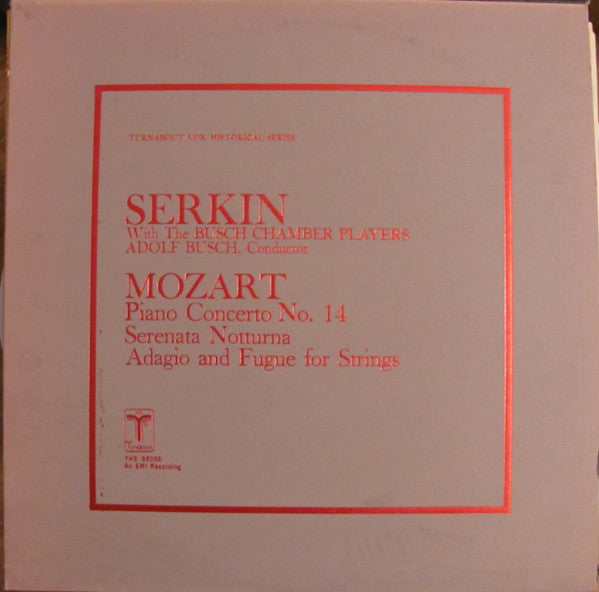 TURNABOUT VOX HISTORICAL SERIES
SERKIN
With The BUSCH CHAMBER PLAYERS
ADOLF BUSCH, Conductor
MOZART
Piano Concerto No. 14
Serenata Notturna
Adagio and Fugue for Strings
Turnabout
An EMI Recording